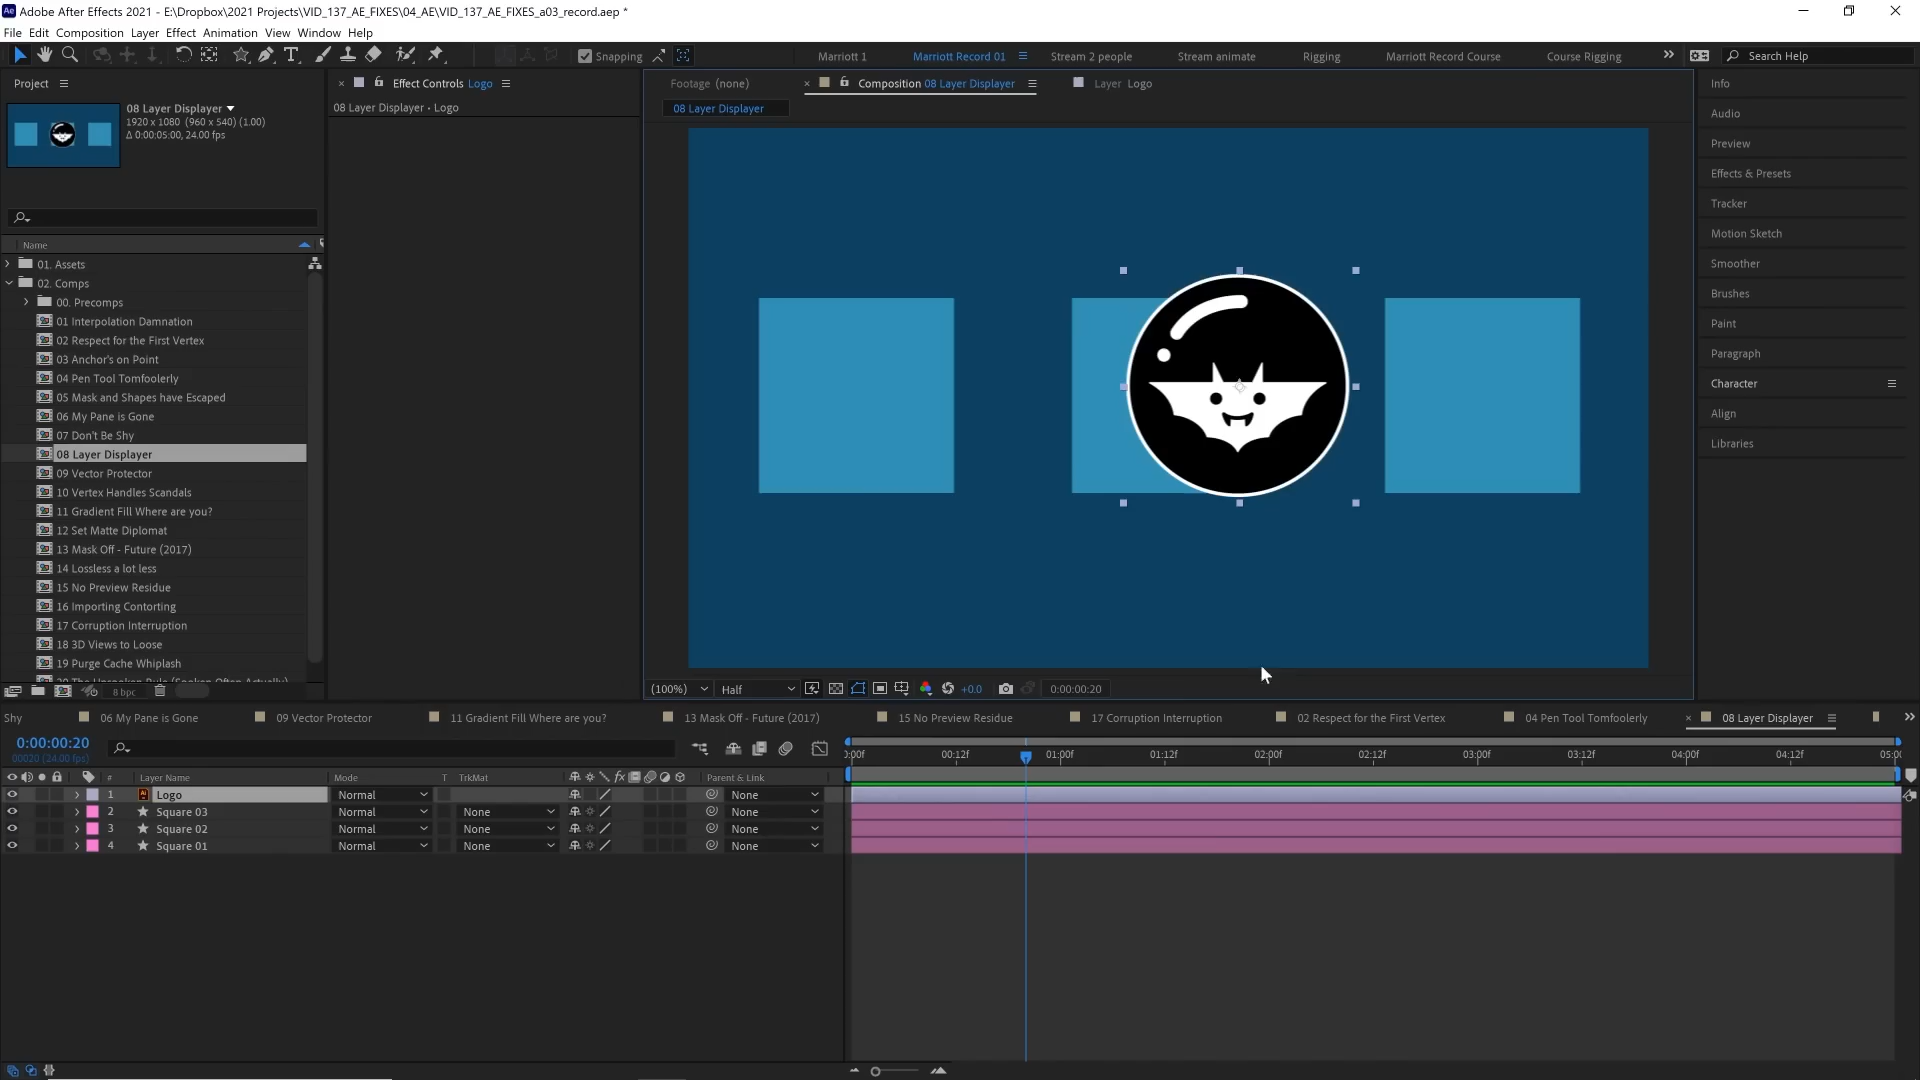 Adobe After Effects 2021 - E:\Dropbox\2021 Projects\VID_137_AE_FIXES\04_AE\VID_137_AE_FIXES_a03_record.aep *
File Edit Composition Layer Effect Animation View Window Help
Snapping
Marriott 1
Marriott Record 01
Stream 2 people
Stream animate
Rigging
Marriott Record Course
Course Rigging
Search Help
Project
08 Layer Displayer
1920 x 1080 (960 x 540) (1.00)
Δ 0:00:05:00, 24.00 fps
Name
01. Assets
02. Comps
00. Precomps
01 Interpolation Damnation
02 Respect for the First Vertex
03 Anchor's on Point
04 Pen Tool Tomfoolerly
05 Mask and Shapes have Escaped
06 My Pane is Gone
07 Don't Be Shy
08 Layer Displayer
09 Vector Protector
10 Vertex Handles Scandals
11 Gradient Fill Where are you?
12 Set Matte Diplomat
13 Mask Off - Future (2017)
14 Lossless a lot less
15 No Preview Residue
16 Importing Contorting
17 Corruption Interruption
18 3D Views to Loose
19 Purge Cache Whiplash
8 bpc
Effect Controls Logo
08 Layer Displayer • Logo
Footage (none)
Composition 08 Layer Displayer
Layer Logo
08 Layer Displayer
(100%)
Half
+0.0
0:00:00:20
Info
Audio
Preview
Effects & Presets
Tracker
Motion Sketch
Smoother
Brushes
Paint
Paragraph
Character
Align
Libraries
Shy
06 My Pane is Gone
09 Vector Protector
11 Gradient Fill Where are you?
13 Mask Off - Future (2017)
15 No Preview Residue
17 Corruption Interruption
02 Respect for the First Vertex
04 Pen Tool Tomfoolerly
08 Layer Displayer
0:00:00:20
00020 (24.00 fps)
:00f 00:12f 01:00f 01:12f 02:00f 02:12f 03:00f 03:12f 04:00f 04:12f 05:00
# Layer Name Mode T TrkMat fx Parent & Link
1 Ai Logo Normal None
2 Square 03 Normal None None
3 Square 02 Normal None None
4 Square 01 Normal None None